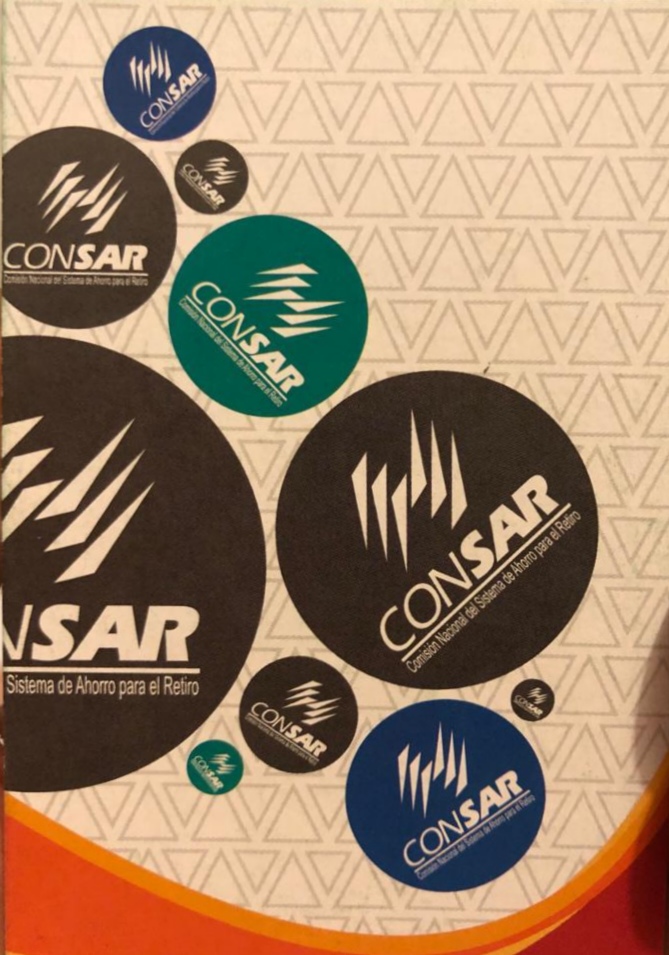 CONSAR
CONSAR
CONSAR
Comisión Nacional del Sistema de Ahorro para el Retiro
CONSAR
Comisión Nacional del Sistema de Ahorro para el Retiro
NSAR
Sistema de Ahorro para el Retiro
CONSAR
Comisión Nacional del Sistema de Ahorro para el Retiro
CONSAR
CONSAR
CONSAR
CONSAR
Comisión Nacional del Sistema de Ahorro para el Retiro